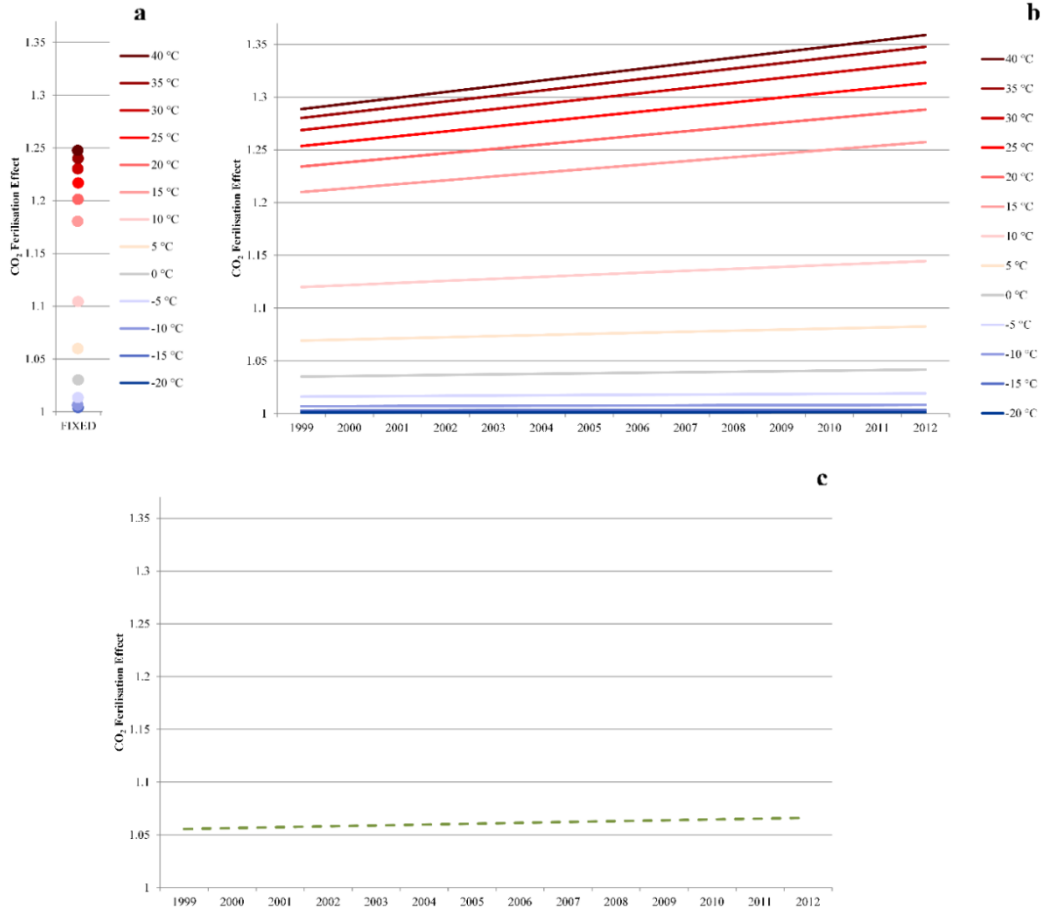 a
CO₂ Ferilisation Effect
1.35
1.3
1.25
1.2
1.15
1.1
1.05
1
FIXED
40 °C
35 °C
30 °C
25 °C
20 °C
15 °C
10 °C
5 °C
0 °C
-5 °C
-10 °C
-15 °C
-20 °C
b
CO₂ Ferilisation Effect
1.35
1.3
1.25
1.2
1.15
1.1
1.05
1
1999 2000 2001 2002 2003 2004 2005 2006 2007 2008 2009 2010 2011 2012
40 °C
35 °C
30 °C
25 °C
20 °C
15 °C
10 °C
5 °C
0 °C
-5 °C
-10 °C
-15 °C
-20 °C
c
CO₂ Ferilisation Effect
1.35
1.3
1.25
1.2
1.15
1.1
1.05
1
1999 2000 2001 2002 2003 2004 2005 2006 2007 2008 2009 2010 2011 2012